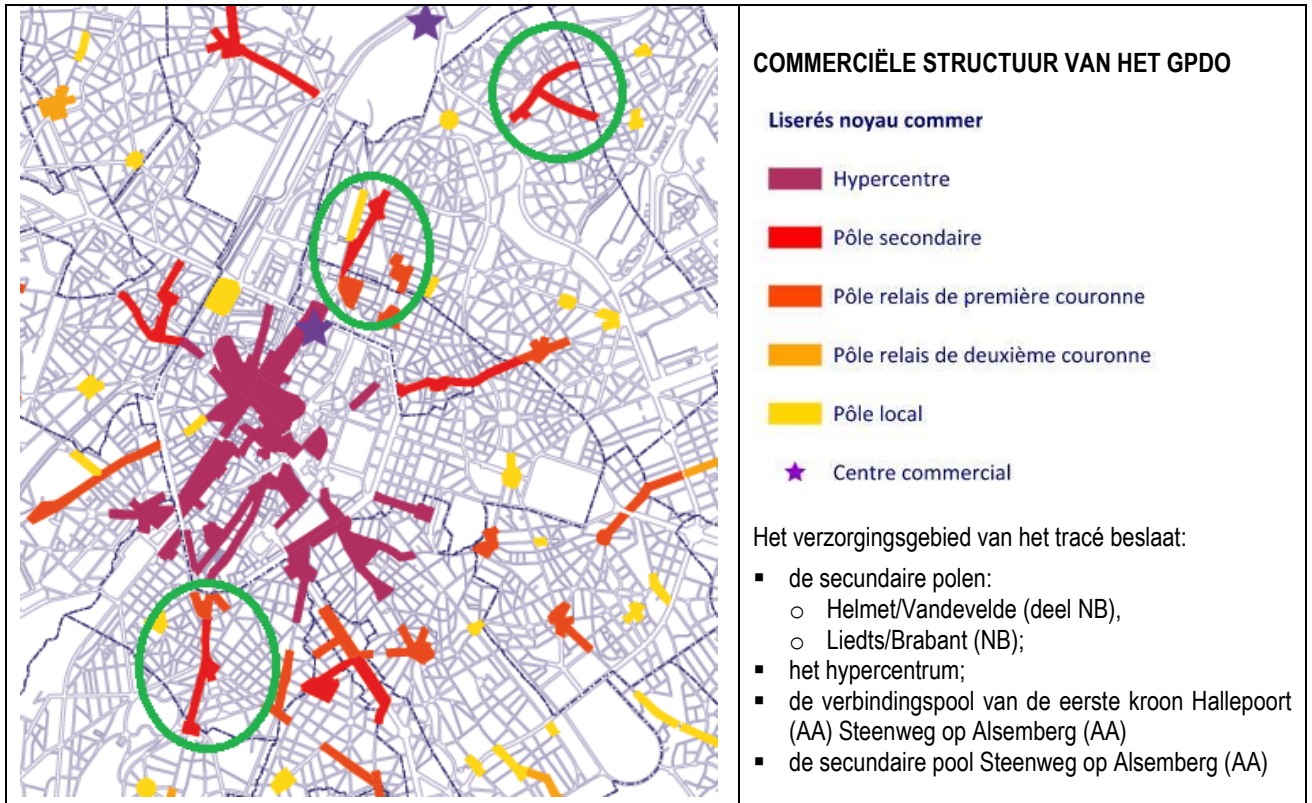 COMMERCIËLE STRUCTUUR VAN HET GPDO
Liserés noyau commer
Hypercentre
Pôle secondaire
Pôle relais de première couronne
Pôle relais de deuxième couronne
Pôle local
Centre commercial
Het verzorgingsgebied van het tracé beslaat:
▪ de secundaire polen:
o Helmet/Vandevelde (deel NB),
o Liedts/Brabant (NB);
▪ het hypercentrum;
▪ de verbindingspool van de eerste kroon Hallepoort
(AA) Steenweg op Alsemberg (AA)
▪ de secundaire pool Steenweg op Alsemberg (AA)